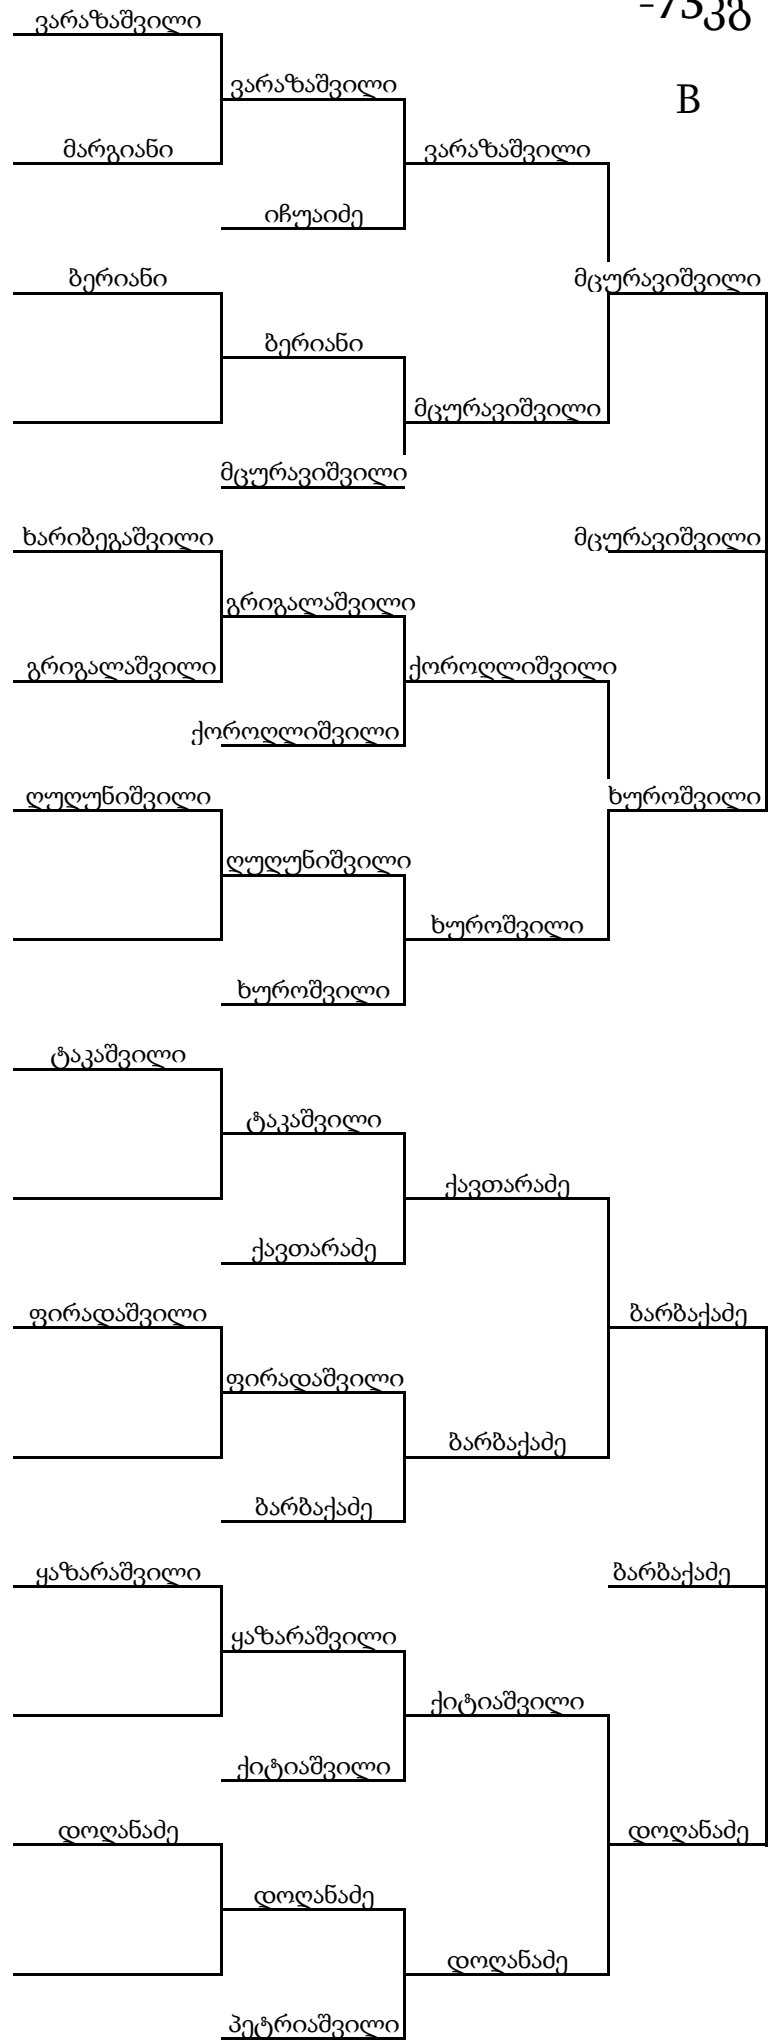 -73კგ
ვარაზაშვილი
ვარაზაშვილი
B
მარგიანი
ვარაზაშვილი
იჩუაიძე
ბერიანი
მცურავიშვილი
ბერიანი
მცურავიშვილი
მცურავიშვილი
ხარიბეგაშვილი
მცურავიშვილი
გრიგალაშვილი
გრიგალაშვილი
ქოროღლიშვილი
ქოროღლიშვილი
ღუღუნიშვილი
ხუროშვილი
ღუღუნიშვილი
ხუროშვილი
ხუროშვილი
ტაკაშვილი
ტაკაშვილი
ქავთარაძე
ქავთარაძე
ფირადაშვილი
ბარბაქაძე
ფირადაშვილი
ბარბაქაძე
ბარბაქაძე
ყაზარაშვილი
ბარბაქაძე
ყაზარაშვილი
ქიტიაშვილი
ქიტიაშვილი
დოღანაძე
დოღანაძე
დოღანაძე
დოღანაძე
პეტრიაშვილი